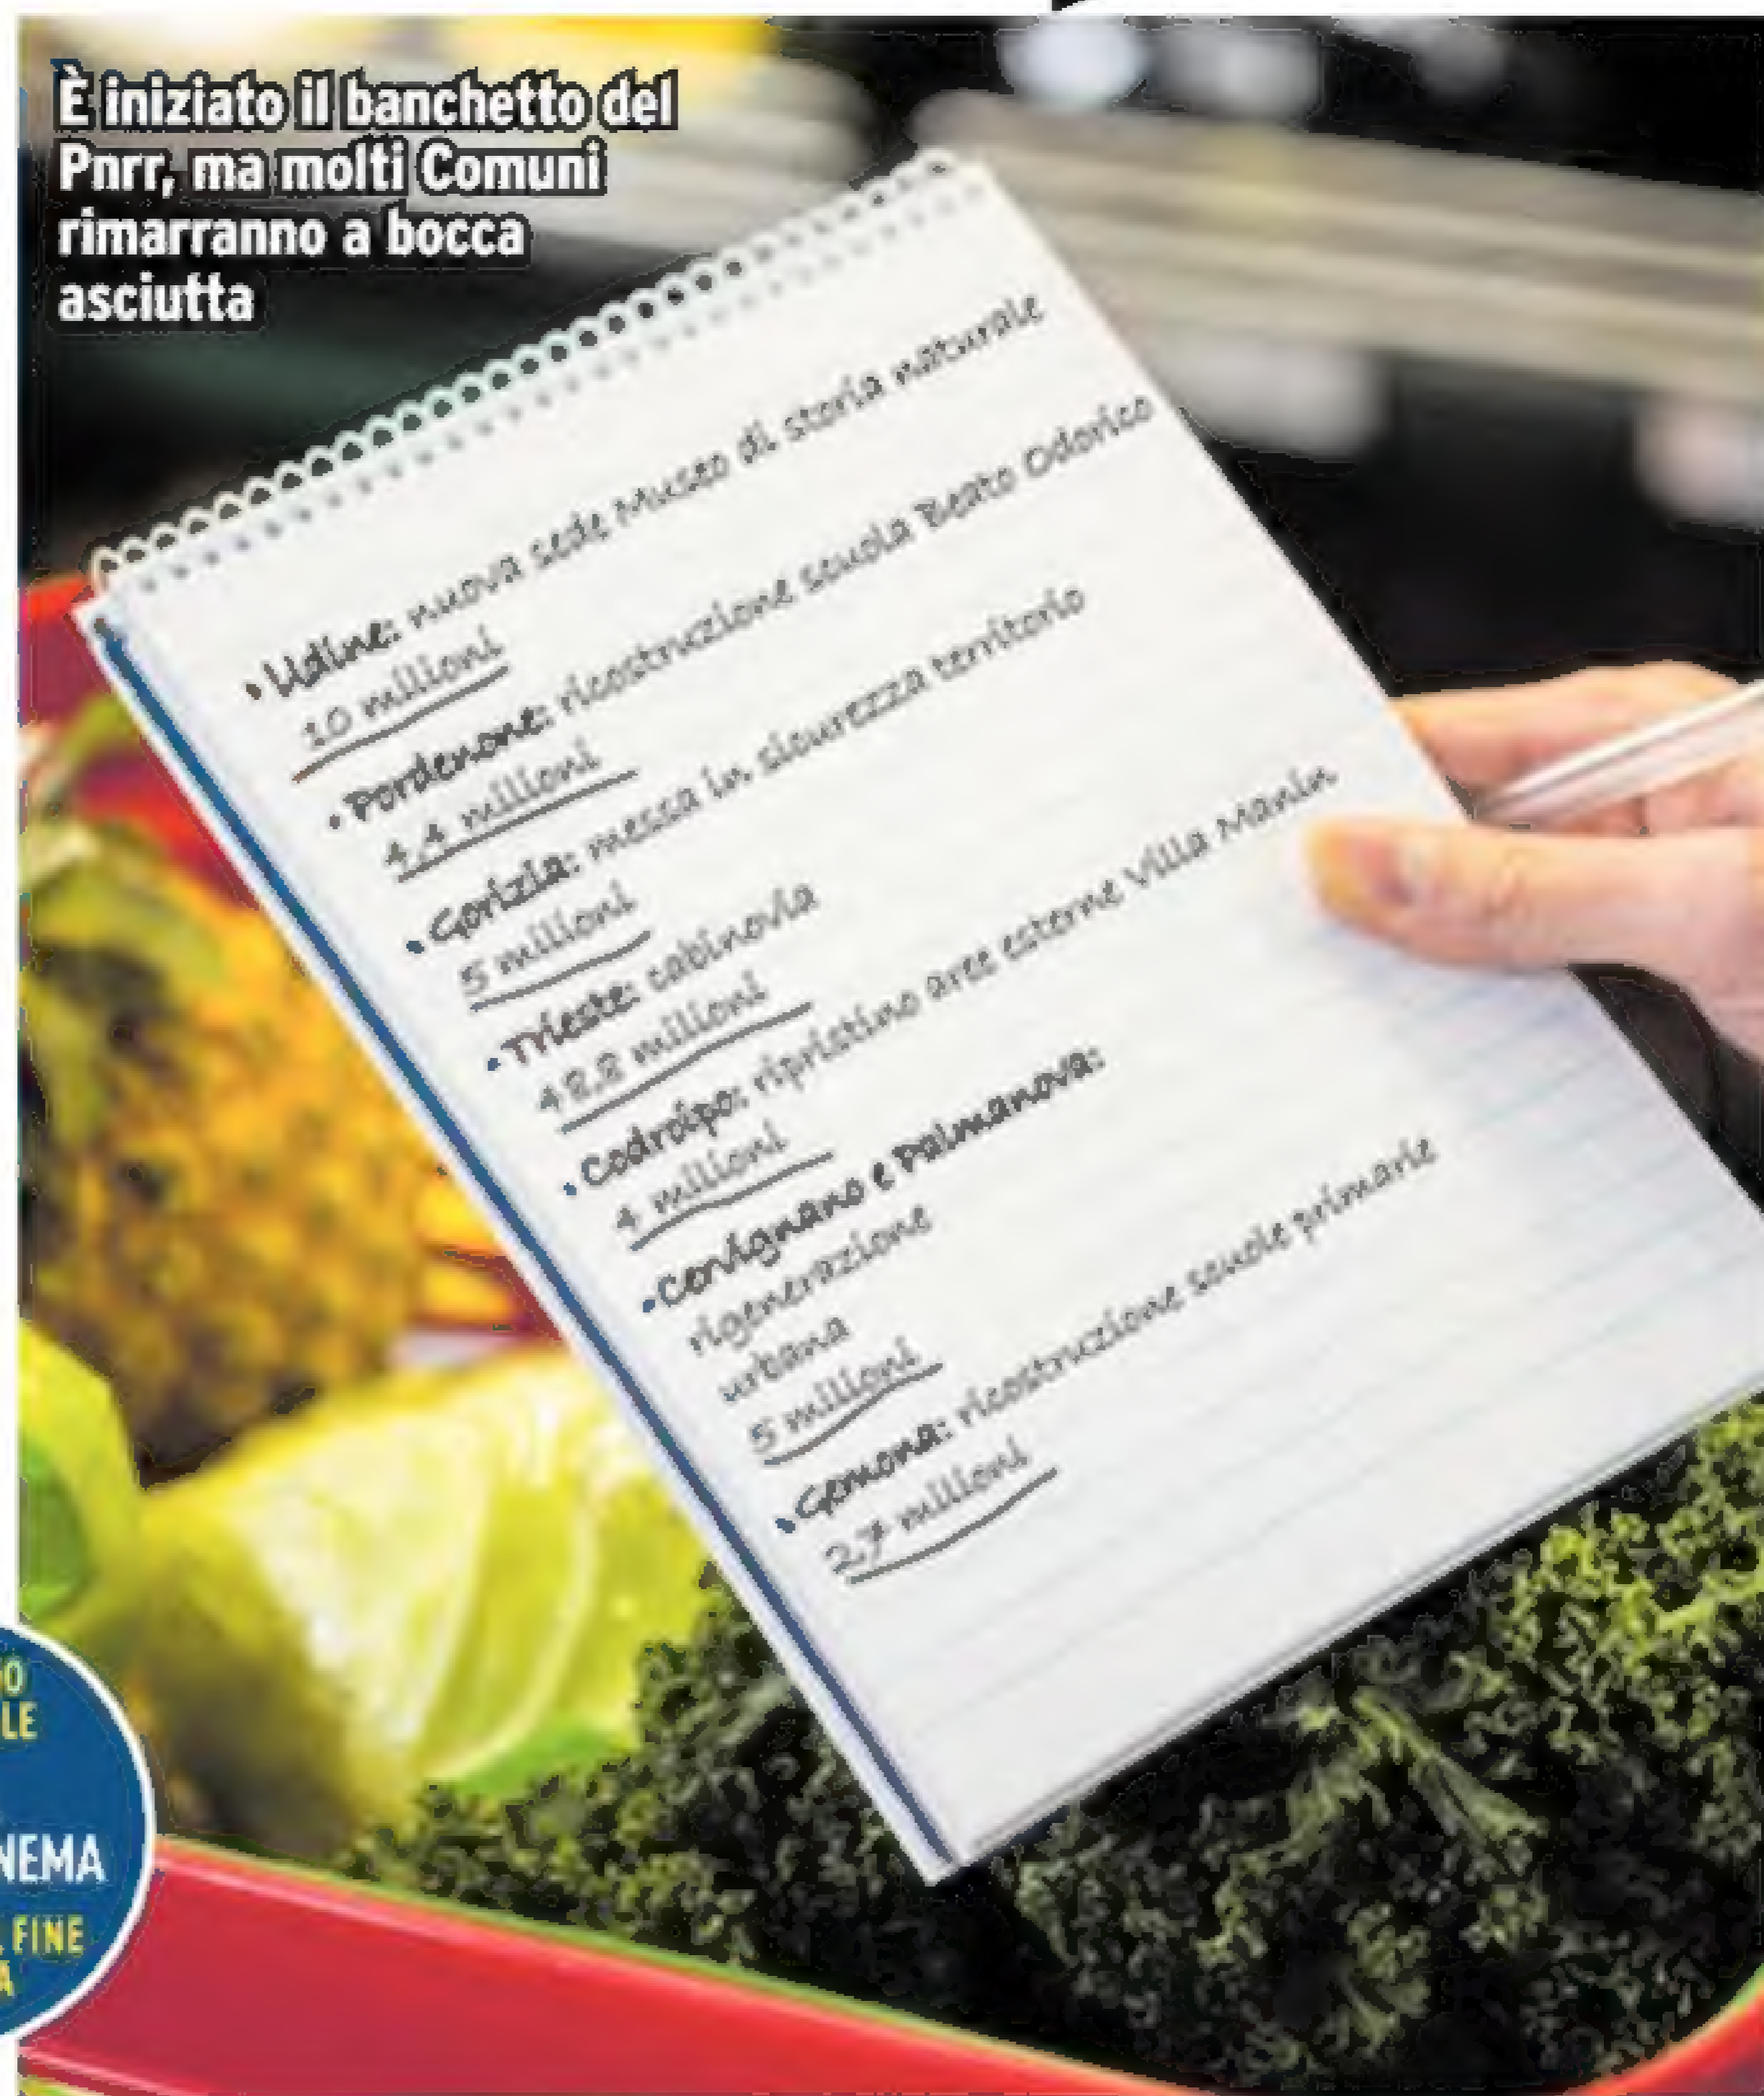 È iniziato il banchetto del
Pnrr, ma molti Comuni
rimarranno a bocca
asciutta
• Udine: nuova sede Museo di storia naturale
10 milioni
• Pordenone: ricostruzione scuola Beato Odorico
4,4 milioni
• Gorizia: messa in sicurezza territorio
5 milioni
• Trieste: cabinovia
48,8 milioni
• Codroipo: ripristino aree esterne Villa Manin
4 milioni
• Cervignano e Palmanova:
rigenerazione
urbana
5 milioni
• Gemona: ricostruzione scuole primarie
2,7 milioni
LE
NEMA
FINE
A